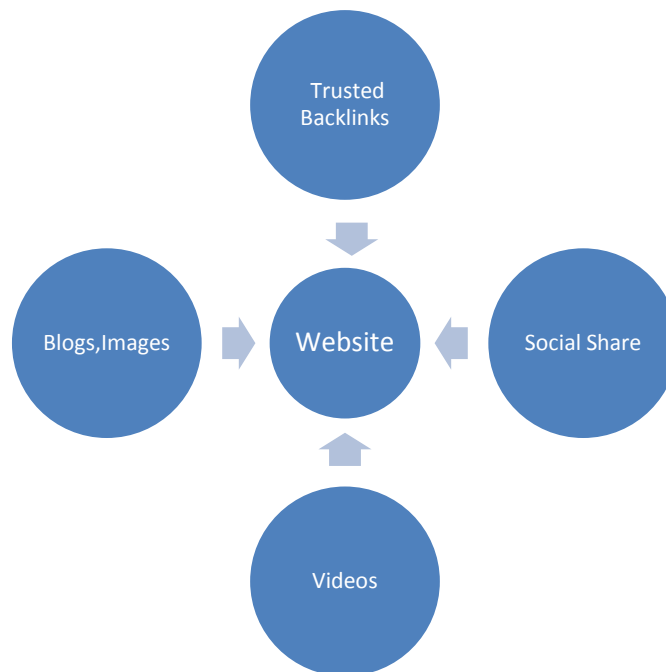 Trusted
Backlinks
Blogs,Images
Website
Social Share
Videos